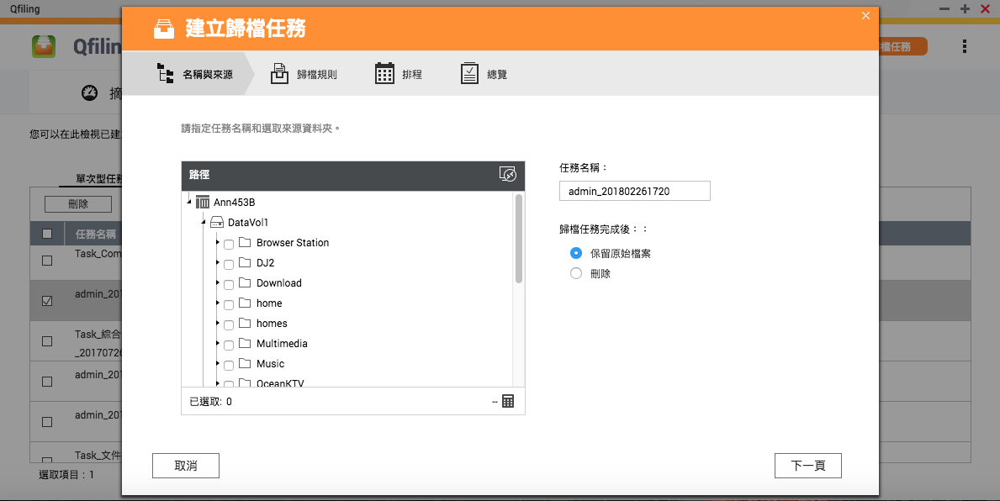 Qfiling
Qfilin
建立歸檔任務
檔任務
名稱與來源
歸檔規則
排程
總覽
摘
您可以在此檢視已建
請指定任務名稱和選取來源資料夾。
單次型任務
刪除
任務名稱
Task_Com
admin_201
Task_綜合
_20170726
admin_201
admin_201
Task_文件
選取項目：1
路徑
Ann453B
DataVol1
Browser Station
DJ2
Download
home
homes
Multimedia
Music
OceanKTV
已選取: 0
--
任務名稱：
admin_201802261720
歸檔任務完成後：：
保留原始檔案
刪除
取消
下一頁